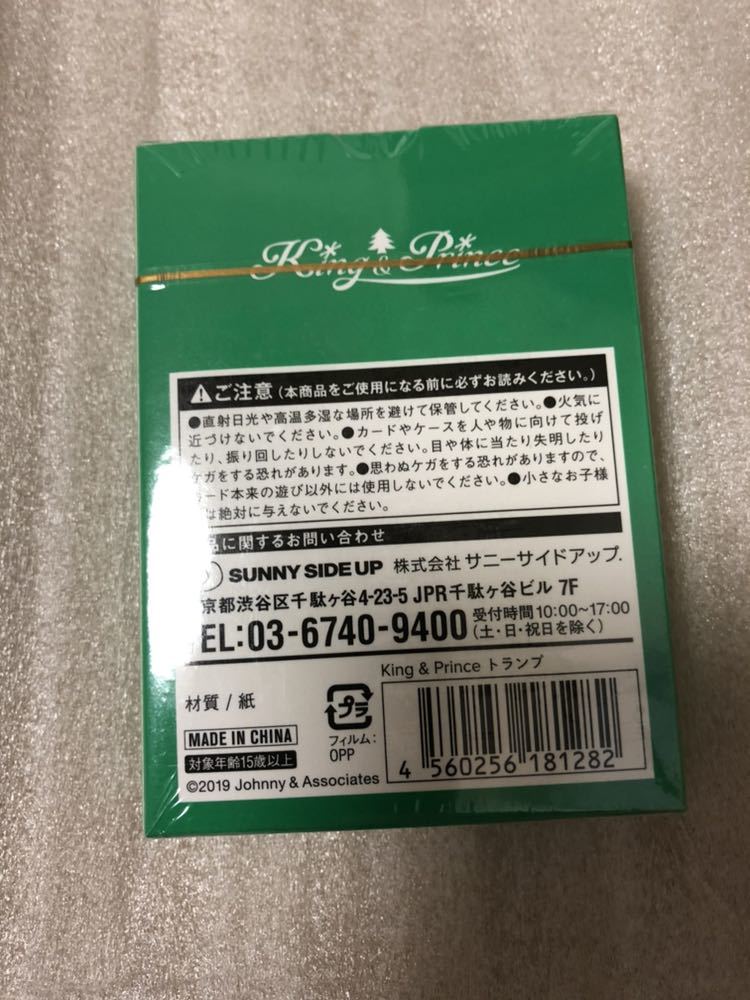 King & Prince
ご注意(本商品をご使用になる前に必ずお読みください。)
●直射日光や高温多湿な場所を避けて保管してください。●火気に
近づけないでください。●カードやケースを人や物に向けて投げ
たり、振り回したりしないでください。目や体に当たり失明したり
ケガをする恐れがあります。●思わぬケガをする恐れがありますので、
カード本来の遊び以外には使用しないでください。●小さなお子様
は絶対に与えないでください。
品に関するお問い合わせ
SUNNY SIDE UP 株式会社 サニーサイドアップ.
京都渋谷区千駄ヶ谷4-23-5 JPR千駄ヶ谷ビル 7F
TEL:03-6740-9400 受付時間10:00~17:00
(土・日・祝日を除く)
King & Prince トランプ
材質 / 紙
プラ
フィルム:
OPP
MADE IN CHINA
対象年齢15歳以上
©2019 Johnny & Associates
4 560256 181282